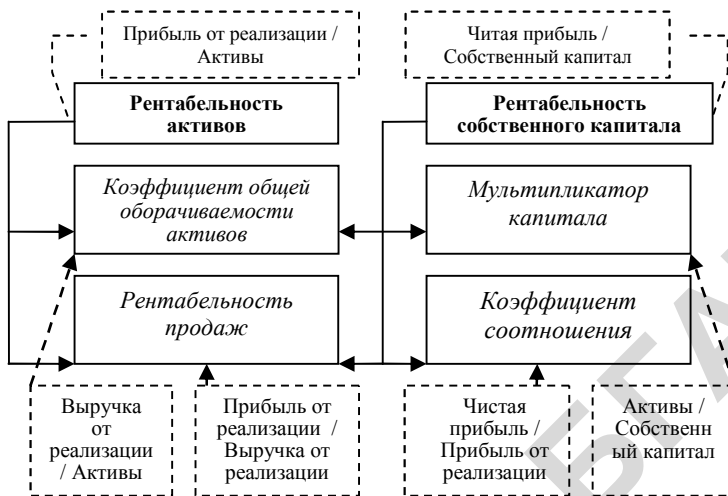 Прибыль от реализации /
Активы
Читая прибыль /
Собственный капитал
Рентабельность
активов
Рентабельность
собственного капитала
Коэффициент общей
оборачиваемости
активов
Мультипликатор
капитала
Рентабельность
продаж
Коэффициент
соотношения
Выручка
от
реализации
/ Активы
Прибыль от
реализации /
Выручка от
реализации
Чистая
прибыль /
Прибыль от
реализации
Активы /
Собственн
ый капитал
БГА